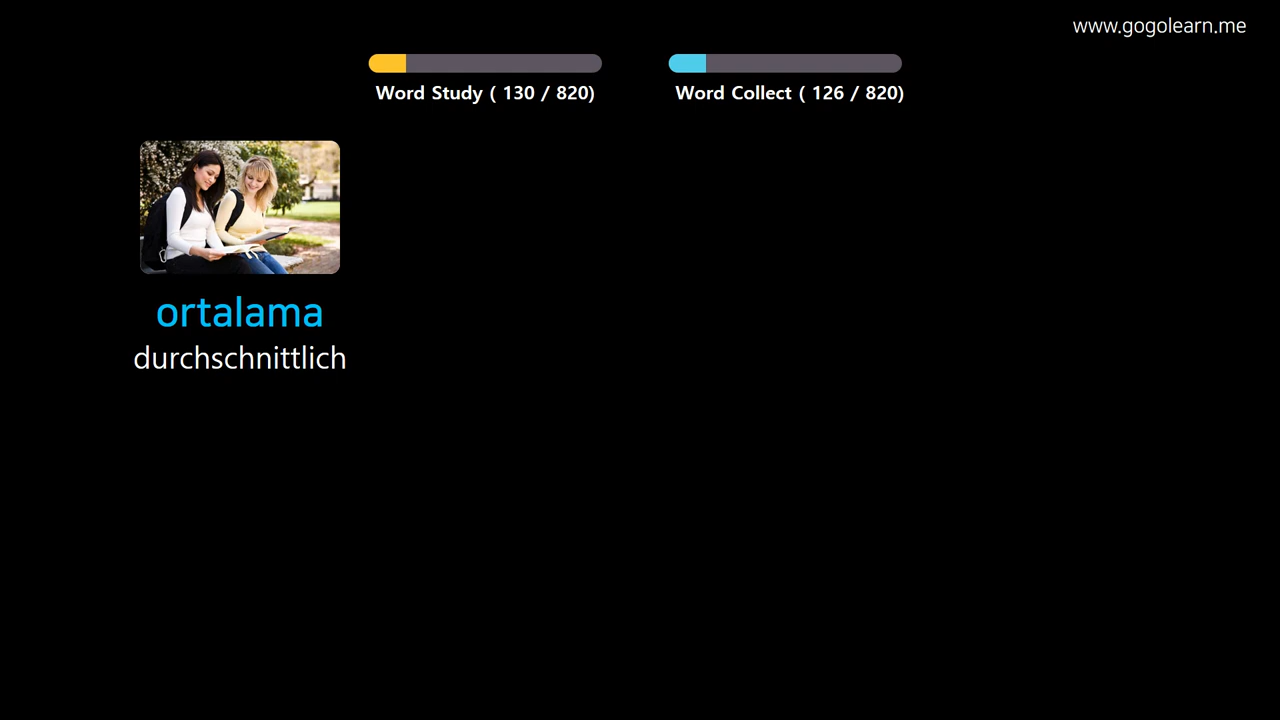 www.gogolearn.me
Word Study ( 130 / 820)
Word Collect ( 126 / 820)
ortalama
durchschnittlich